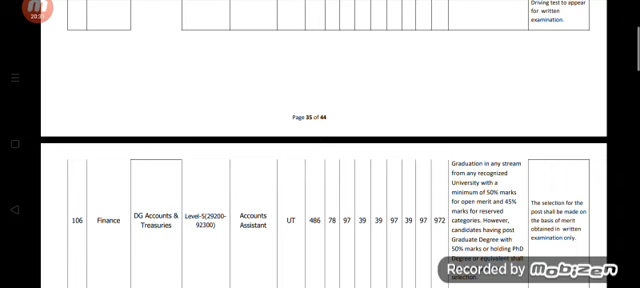 20:31
Driving test to appear
for written
examination.
Page 35 of 44
106
Finance
DG Accounts &
Treasuries
Level-5(29200-
92300)
Accounts
Assistant
UT
486
78
97
39
39
97
39
97
972
Graduation in any stream
from any recognized
University with a
minimum of 50% marks
for open merit and 45%
marks for reserved
categories. However,
candidates having post
Graduate Degree with
50% marks or holding PhD
Degree or equivalent shall
selection.
The selection for the
post shall be made on
the basis of merit
obtained in written
examination only.
Recorded by mobizen